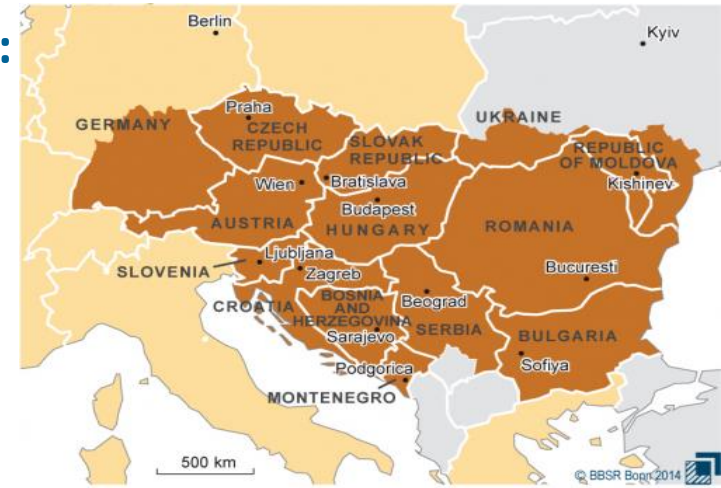 :
Berlin
Kyiv
Praha
GERMANY
CZECH
REPUBLIC
UKRAINE
SLOVAK
REPUBLIC
REPUBLIC
OF MOLDOVA
Kishinev
Wien
Bratislava
Budapest
AUSTRIA
HUNGARY
ROMANIA
Ljubljana
SLOVENIA
Zagreb
Bucuresti
CROATIA
BOSNIA
AND
HERZEGOVINA
Beograd
SERBIA
BULGARIA
Sarajevo
Sofiya
Podgorica
MONTENEGRO
500 km
© BBSR Bonn 2014